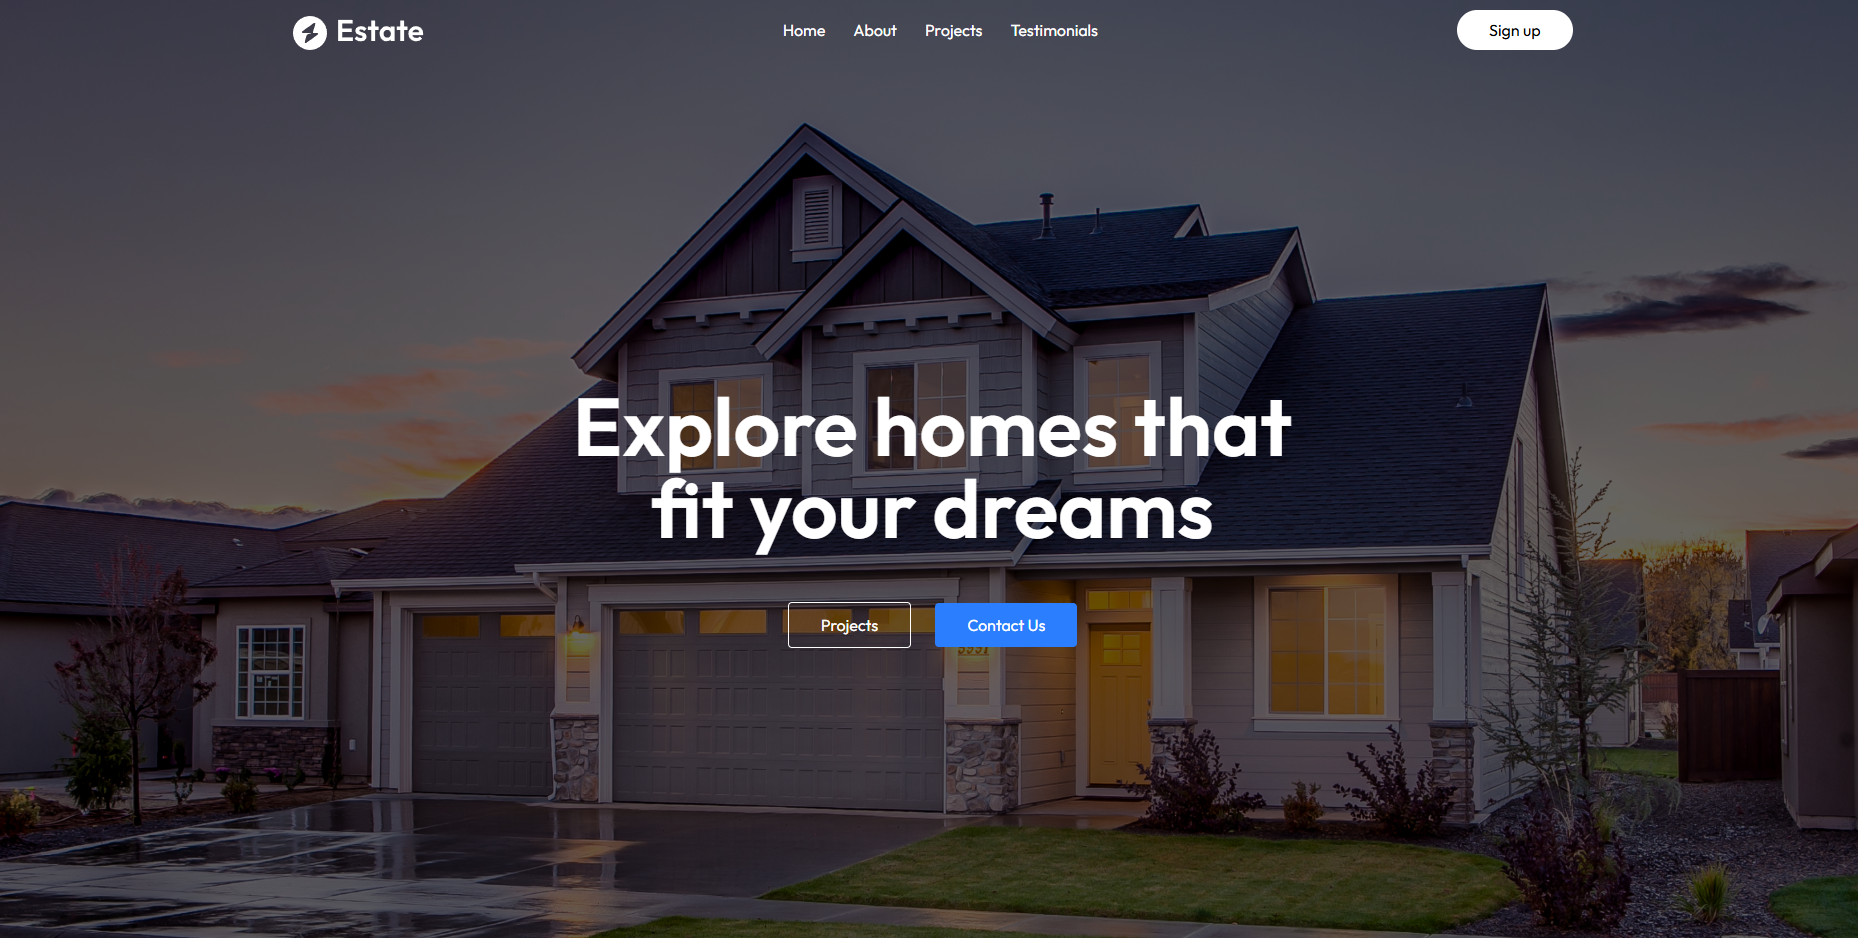 Estate
Home About Projects Testimonials
Sign up
Explore homes that
fit your dreams
Projects
Contact Us